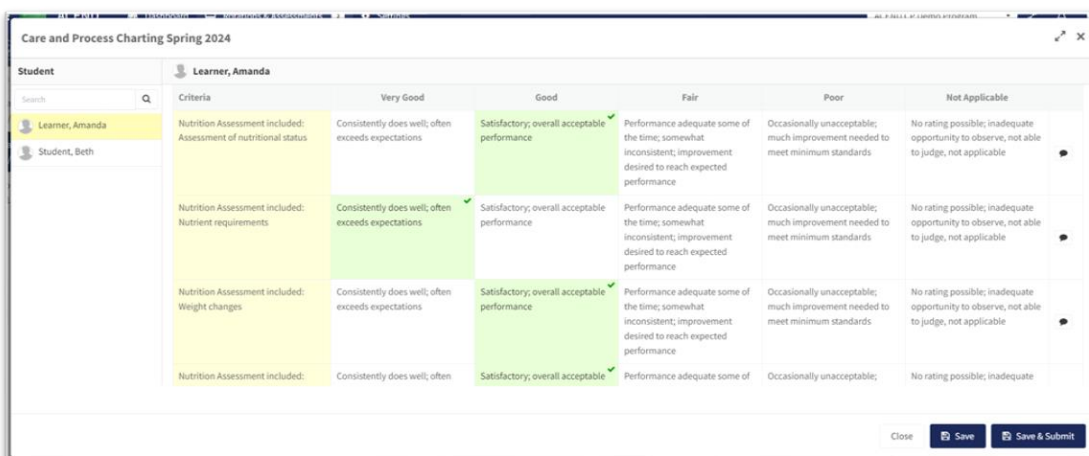 Dashboard Rotations & Assessments Settings
Care and Process Charting Spring 2024
Student
Learner, Amanda
Search
Learner, Amanda
Student, Beth
Criteria Very Good Good Fair Poor Not Applicable
Nutrition Assessment included:
Assessment of nutritional status
Consistently does well; often
exceeds expectations
Satisfactory; overall acceptable
performance
Performance adequate some of
the time; somewhat
inconsistent; improvement
desired to reach expected
performance
Occasionally unacceptable;
much improvement needed to
meet minimum standards
No rating possible; inadequate
opportunity to observe, not able
to judge, not applicable
Nutrition Assessment included:
Nutrient requirements
Consistently does well; often
exceeds expectations
Satisfactory; overall acceptable
performance
Performance adequate some of
the time; somewhat
inconsistent; improvement
desired to reach expected
performance
Occasionally unacceptable;
much improvement needed to
meet minimum standards
No rating possible; inadequate
opportunity to observe, not able
to judge, not applicable
Nutrition Assessment included:
Weight changes
Consistently does well; often
exceeds expectations
Satisfactory; overall acceptable
performance
Performance adequate some of
the time; somewhat
inconsistent; improvement
desired to reach expected
performance
Occasionally unacceptable;
much improvement needed to
meet minimum standards
No rating possible; inadequate
opportunity to observe, not able
to judge, not applicable
Nutrition Assessment included:
Consistently does well; often
Satisfactory; overall acceptable
Performance adequate some of
Occasionally unacceptable;
No rating possible; inadequate
Close
Save
Save & Submit